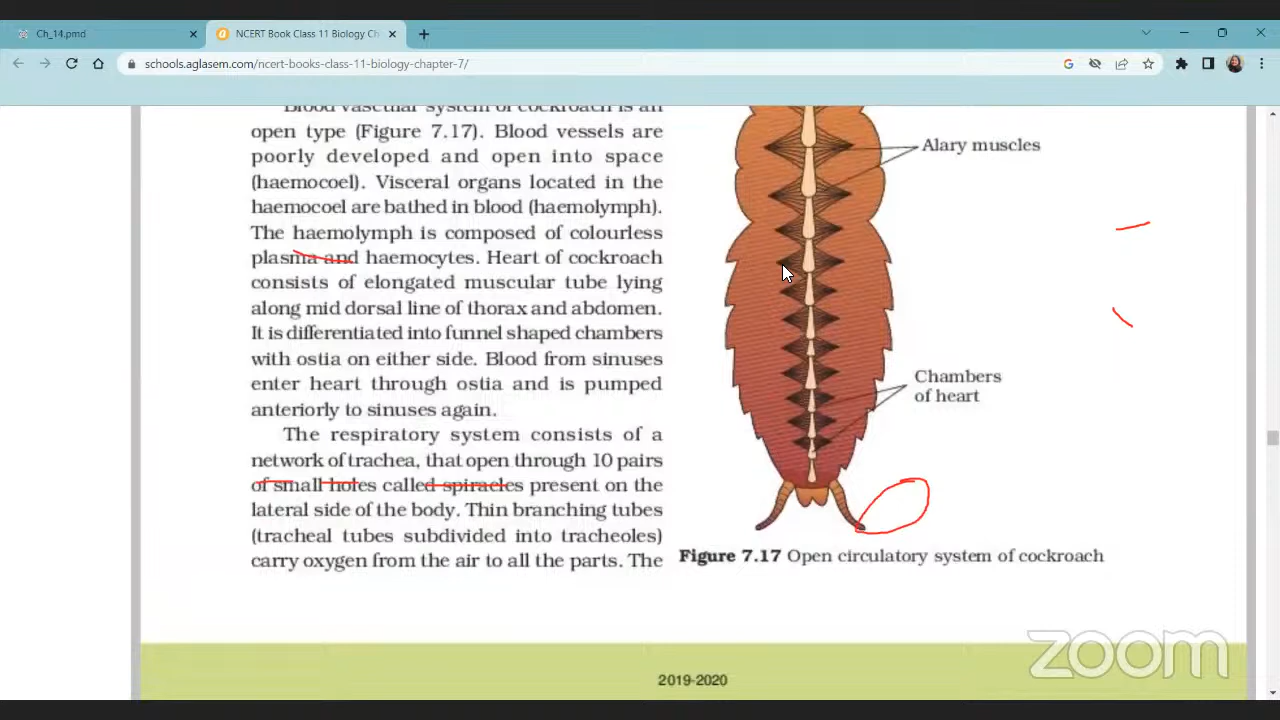 Ch_14.pmd
NCERT Book Class 11 Biology Ch
schools.aglasem.com/ncert-books-class-11-biology-chapter-7/
Blood vascular system of cockroach is an
open type (Figure 7.17). Blood vessels are
poorly developed and open into space
(haemocoel). Visceral organs located in the
haemocoel are bathed in blood (haemolymph).
The haemolymph is composed of colourless
plasma and haemocytes. Heart of cockroach
consists of elongated muscular tube lying
along mid dorsal line of thorax and abdomen.
It is differentiated into funnel shaped chambers
with ostia on either side. Blood from sinuses
enter heart through ostia and is pumped
anteriorly to sinuses again.
The respiratory system consists of a
network of trachea, that open through 10 pairs
of small holes called spiracles present on the
lateral side of the body. Thin branching tubes
(tracheal tubes subdivided into tracheoles)
carry oxygen from the air to all the parts. The
Alary muscles
Chambers
of heart
Figure 7.17 Open circulatory system of cockroach
zoom
2019-2020